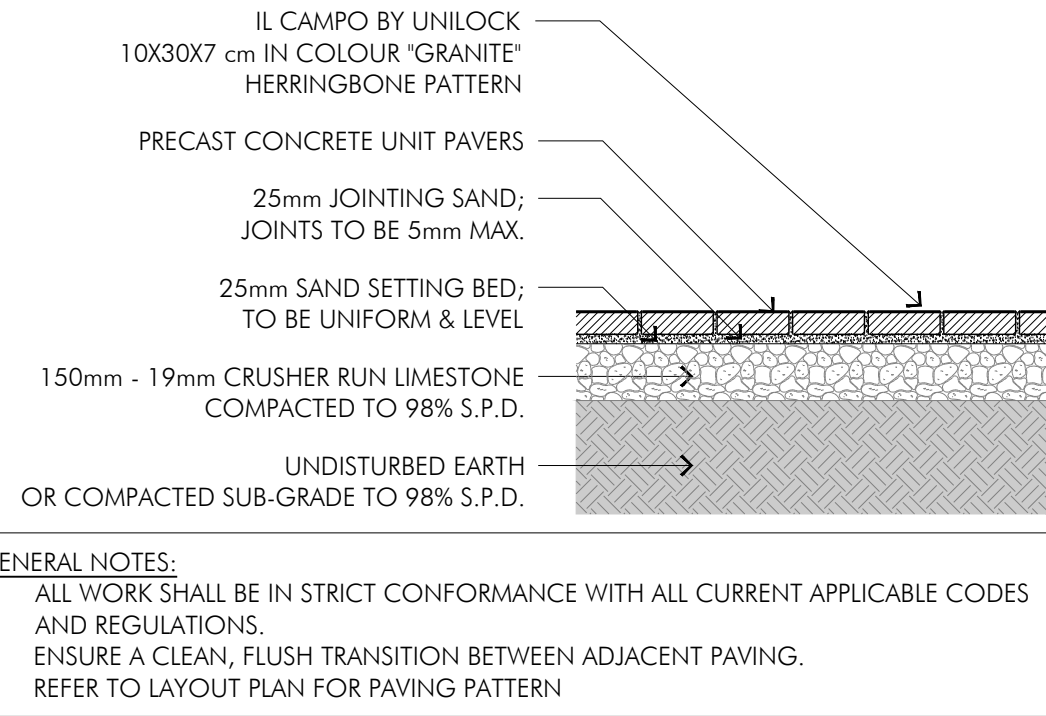 IL CAMPO BY UNILOCK
10X30X7 cm IN COLOUR "GRANITE"
HERRINGBONE PATTERN
PRECAST CONCRETE UNIT PAVERS
25mm JOINTING SAND;
JOINTS TO BE 5mm MAX.
25mm SAND SETTING BED;
TO BE UNIFORM & LEVEL
150mm - 19mm CRUSHER RUN LIMESTONE
COMPACTED TO 98% S.P.D.
UNDISTURBED EARTH
OR COMPACTED SUB-GRADE TO 98% S.P.D.
ENERAL NOTES:
ALL WORK SHALL BE IN STRICT CONFORMANCE WITH ALL CURRENT APPLICABLE CODES
AND REGULATIONS.
ENSURE A CLEAN, FLUSH TRANSITION BETWEEN ADJACENT PAVING.
REFER TO LAYOUT PLAN FOR PAVING PATTERN